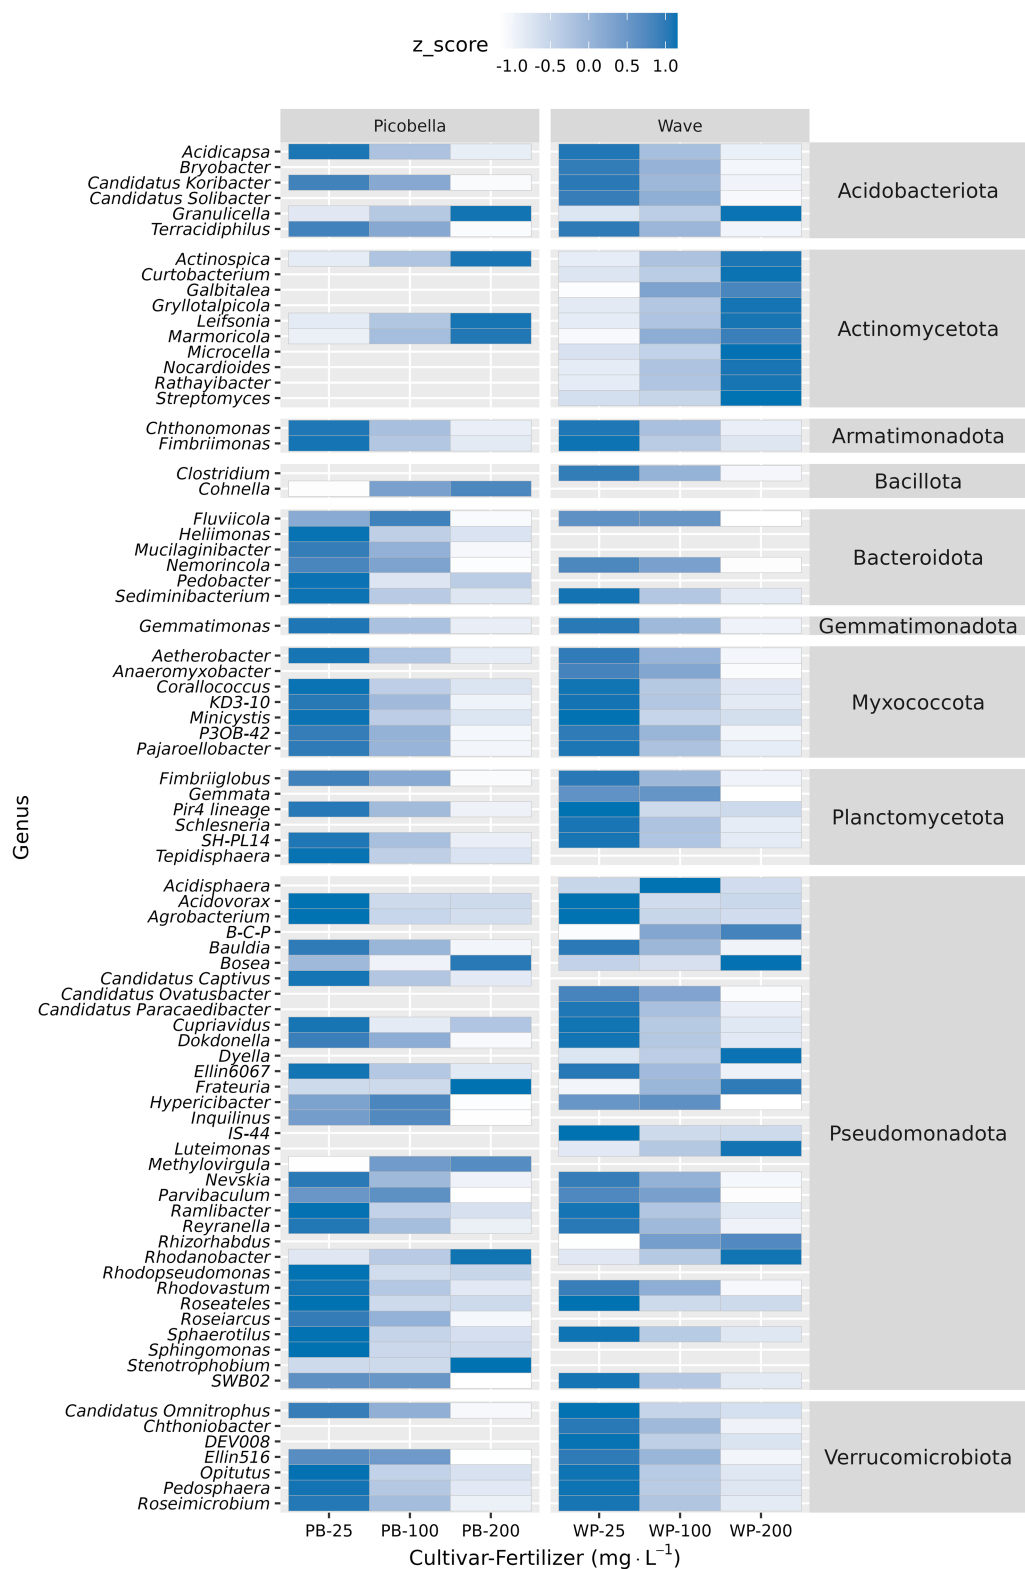 z_score
-1.0 -0.5 0.0 0.5 1.0
Picobella
Wave
Acidicapsa
Bryobacter
Candidatus Koribacter
Candidatus Solibacter
Granulicella
Terracidiphilus
Acidobacteriota
Actinospica
Curtobacterium
Galbitalea
Gryllotalpicola
Leifsonia
Marmoricola
Microcella
Nocardioides
Rathayibacter
Streptomyces
Actinomycetota
Chthonomonas
Fimbriimonas
Armatimonadota
Clostridium
Cohnella
Bacillota
Fluviicola
Heliimonas
Mucilaginibacter
Nemorincola
Pedobacter
Sediminibacterium
Bacteroidota
Gemmatimonas
Gemmatimonadota
Aetherobacter
Anaeromyxobacter
Corallococcus
KD3-10
Minicystis
P3OB-42
Pajaroellobacter
Myxococcota
Fimbriiglobus
Gemmata
Pir4 lineage
Schlesneria
SH-PL14
Tepidisphaera
Planctomycetota
Acidisphaera
Acidovorax
Agrobacterium
B-C-P
Bauldia
Bosea
Candidatus Captivus
Candidatus Ovatusbacter
Candidatus Paracaedibacter
Cupriavidus
Dokdonella
Dyella
Ellin6067
Frateuria
Hypericibacter
Inquilinus
IS-44
Luteimonas
Methylovirgula
Nevskia
Parvibaculum
Ramlibacter
Reyranella
Rhizorhabdus
Rhodanobacter
Rhodopseudomonas
Rhodovastum
Roseateles
Roseiarcus
Sphaerotilus
Sphingomonas
Stenotrophobium
SWB02
Pseudomonadota
Candidatus Omnitrophus
Chthoniobacter
DEV008
Ellin516
Opitutus
Pedosphaera
Roseimicrobium
Verrucomicrobiota
Genus
PB-25 PB-100 PB-200 WP-25 WP-100 WP-200
Cultivar-Fertilizer (mg · L⁻¹)